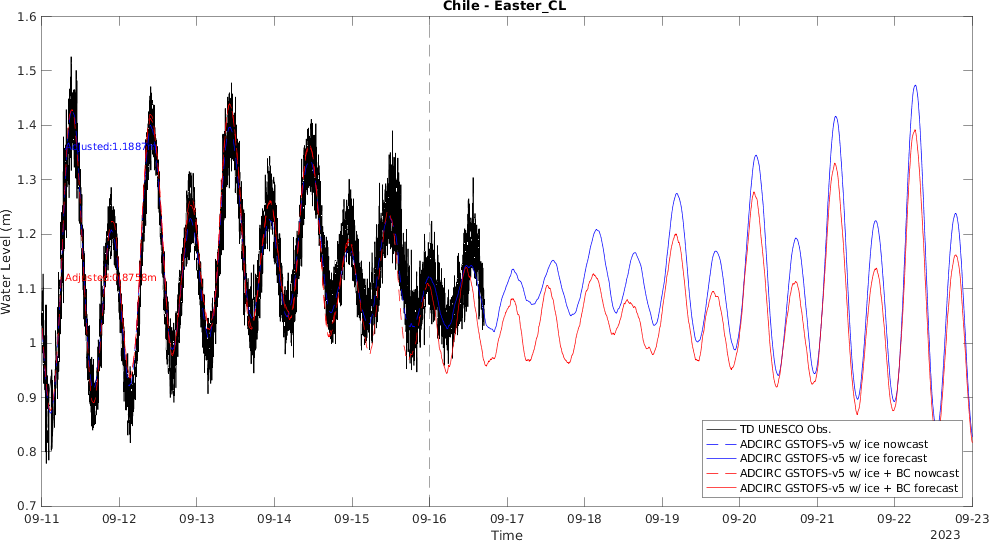 Chile - Easter_CL
1.6
1.5
1.4
1.3
1.2
1.1
1
0.9
0.8
0.7
Water Level (m)
Adjusted:0.8758m
09-11 09-12 09-13 09-14 09-15 09-16 09-17 09-18 09-19 09-20 09-21 09-22 09-23
Time
2023
TD UNESCO Obs.
ADCIRC GSTOFS-v5 w/ ice nowcast
ADCIRC GSTOFS-v5 w/ ice forecast
ADCIRC GSTOFS-v5 w/ ice + BC nowcast
ADCIRC GSTOFS-v5 w/ ice + BC forecast